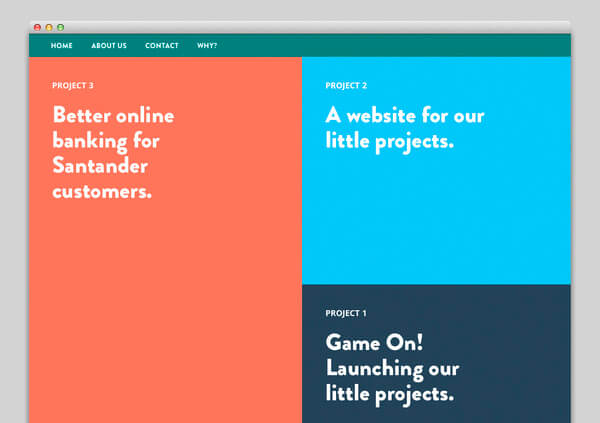 HOME ABOUT US CONTACT WHY?
PROJECT 3
Better online
banking for
Santander
customers.
PROJECT 2
A website for our
little projects.
PROJECT 1
Game On!
Launching our
little projects.